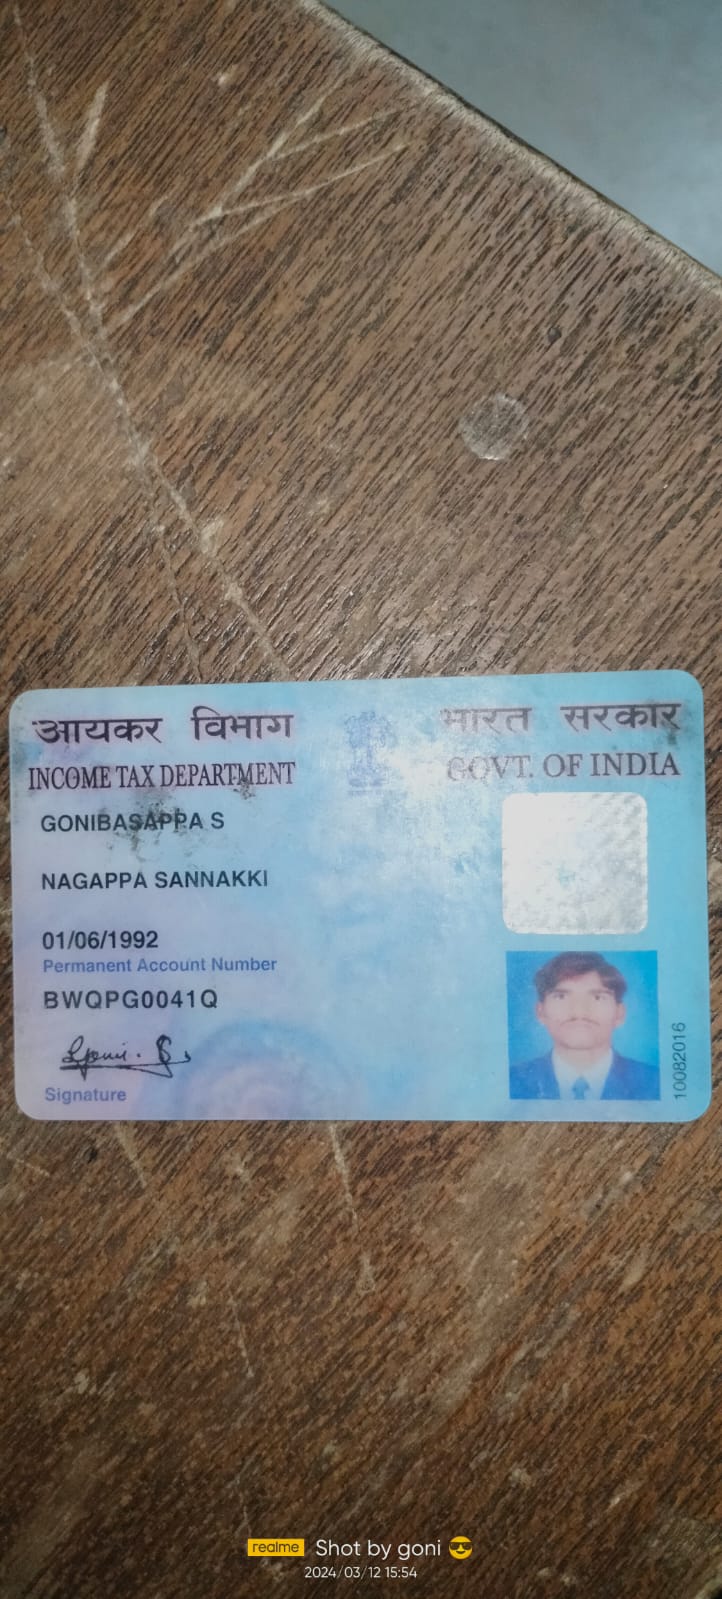 आयकर विभाग
भारत सरकार
INCOME TAX DEPARTMENT
GOVT. OF INDIA
GONIBASAPPA S
NAGAPPA SANNAKKI
01/06/1992
Permanent Account Number
BWQPG0041Q
Signature
10082016
realme Shot by goni 😎
2024/03/12 15:54